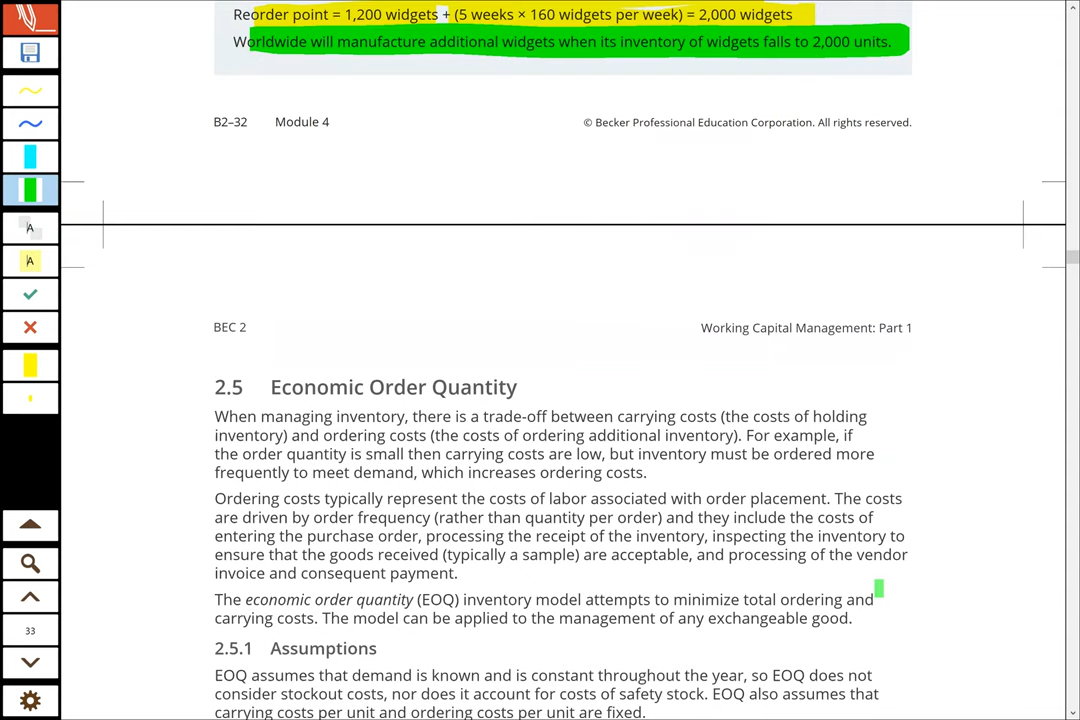 Reorder point = 1,200 widgets + (5 weeks × 160 widgets per week) = 2,000 widgets
Worldwide will manufacture additional widgets when its inventory of widgets falls to 2,000 units.
B2–32 Module 4 © Becker Professional Education Corporation. All rights reserved.
BEC 2 Working Capital Management: Part 1
2.5 Economic Order Quantity
When managing inventory, there is a trade-off between carrying costs (the costs of holding
inventory) and ordering costs (the costs of ordering additional inventory). For example, if
the order quantity is small then carrying costs are low, but inventory must be ordered more
frequently to meet demand, which increases ordering costs.
Ordering costs typically represent the costs of labor associated with order placement. The costs
are driven by order frequency (rather than quantity per order) and they include the costs of
entering the purchase order, processing the receipt of the inventory, inspecting the inventory to
ensure that the goods received (typically a sample) are acceptable, and processing of the vendor
invoice and consequent payment.
The economic order quantity (EOQ) inventory model attempts to minimize total ordering and
carrying costs. The model can be applied to the management of any exchangeable good.
2.5.1 Assumptions
EOQ assumes that demand is known and is constant throughout the year, so EOQ does not
consider stockout costs, nor does it account for costs of safety stock. EOQ also assumes that
carrying costs per unit and ordering costs per unit are fixed.
A
A
33